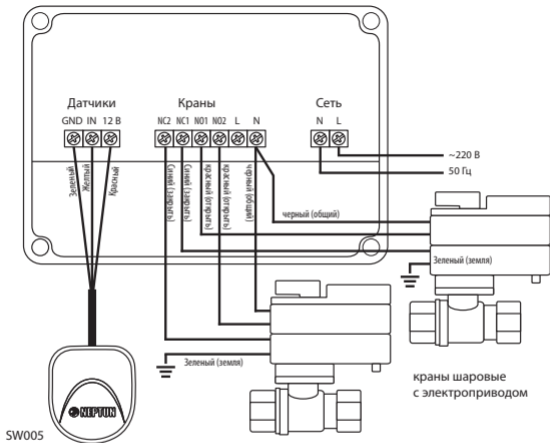 Датчики
Краны
Сеть
GND IN 12 В
NC2 NC1 NO1 NO2 L N
N L
~220 В
50 Гц
Зеленый
Желтый
Красный
Синий (закрыть)
Синий (закрыть)
красный (открыть)
красный (открыть)
черный (общий)
черный (общий)
Зеленый (земля)
Зеленый (земля)
краны шаровые
с электроприводом
NEPTUN
SW005